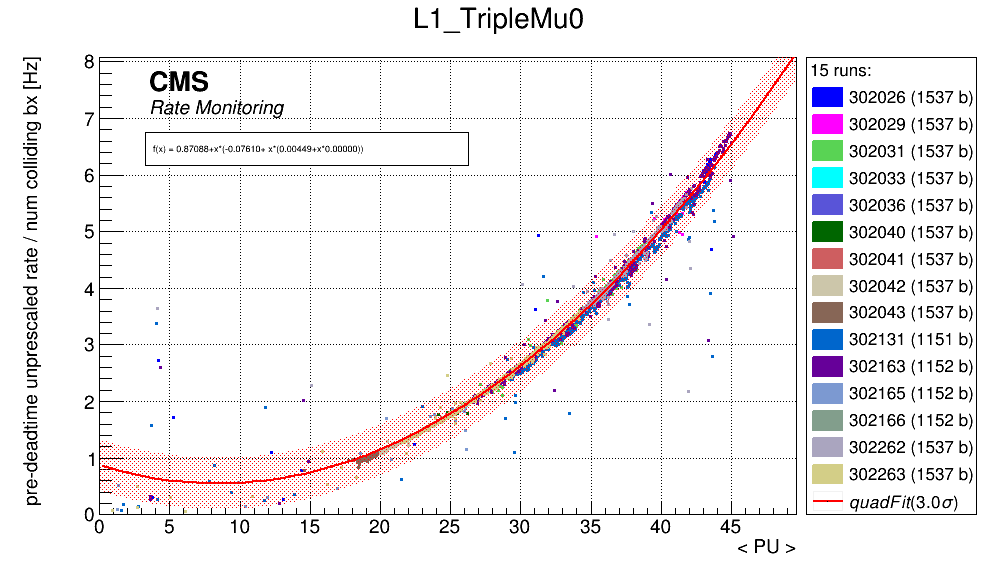 L1_TripleMu0
pre-deadtime unprescaled rate / num colliding bx [Hz]
8
7
6
5
4
3
2
1
0
CMS
Rate Monitoring
f(x) = 0.87088+x*(-0.07610+ x*(0.00449+x*0.00000))
0 5 10 15 20 25 30 35 40 45
< PU >
15 runs:
302026 (1537 b)
302029 (1537 b)
302031 (1537 b)
302033 (1537 b)
302036 (1537 b)
302040 (1537 b)
302041 (1537 b)
302042 (1537 b)
302043 (1537 b)
302131 (1151 b)
302163 (1152 b)
302165 (1152 b)
302166 (1152 b)
302262 (1537 b)
302263 (1537 b)
quadFit(3.0σ)